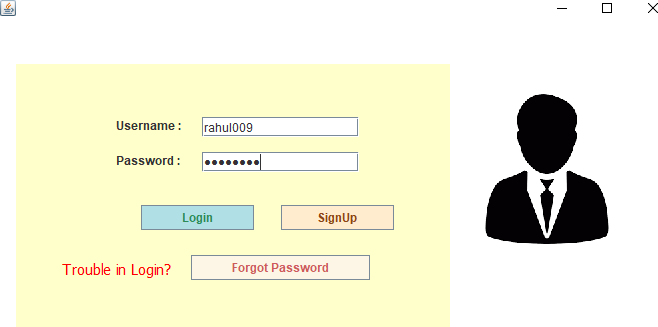 Username : rahul009
Password : ●●●●●●●●
Login SignUp
Trouble in Login? Forgot Password